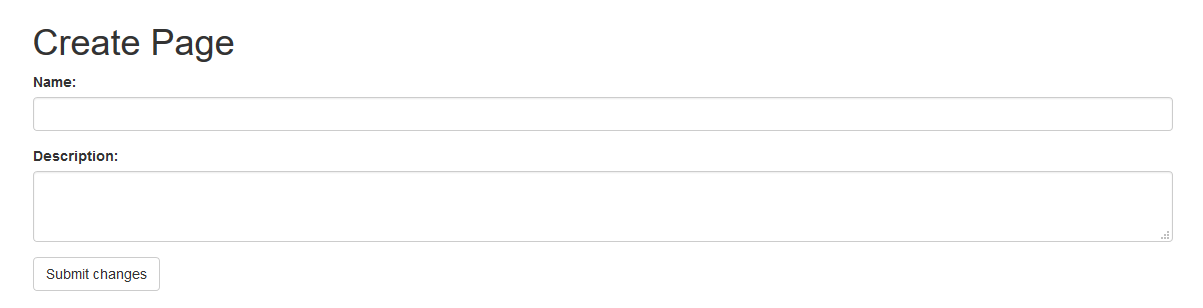 Create Page
Name:
Description:
Submit changes